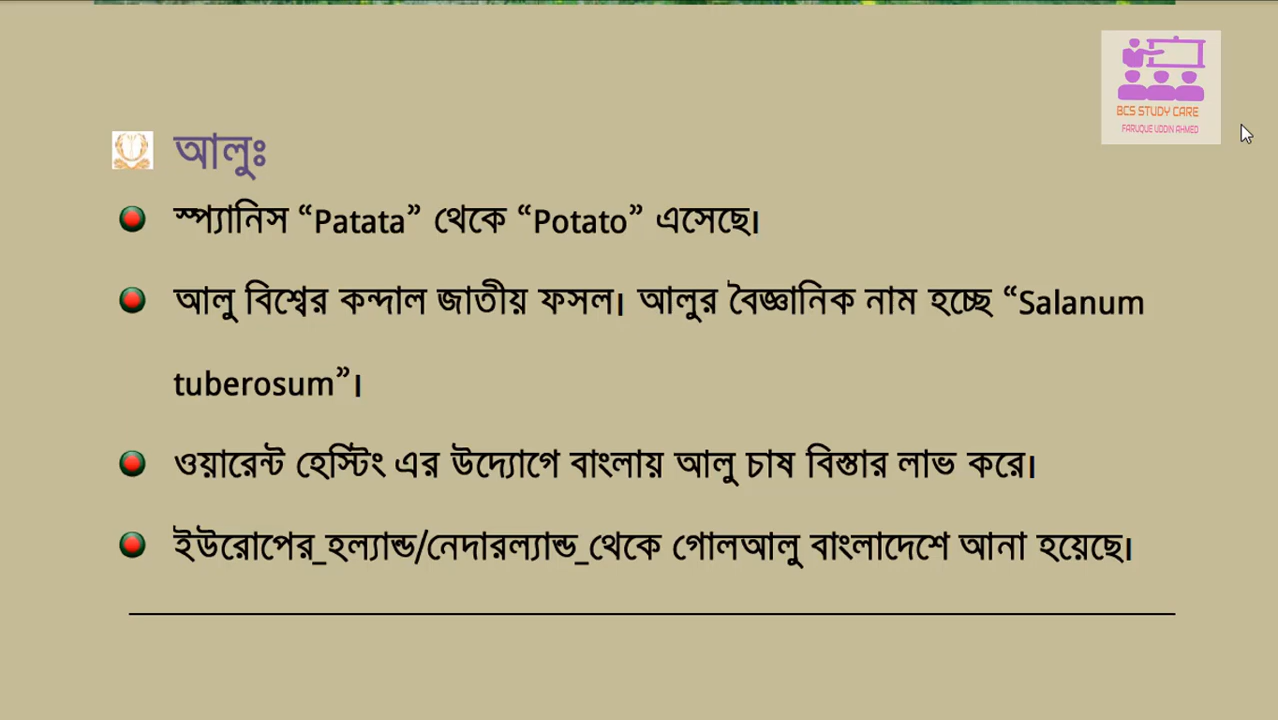 BCS STUDY CARE
FARUQUE UDDIN AHMED
আলুঃ
স্প্যানিস “Patata” থেকে “Potato” এসেছে।
আলু বিশ্বের কন্দাল জাতীয় ফসল। আলুর বৈজ্ঞানিক নাম হচ্ছে “Salanum
tuberosum”।
ওয়ারেন্ট হেস্টিং এর উদ্যোগে বাংলায় আলু চাষ বিস্তার লাভ করে।
ইউরোপের_হল্যান্ড/নেদারল্যান্ড_থেকে গোলআলু বাংলাদেশে আনা হয়েছে।